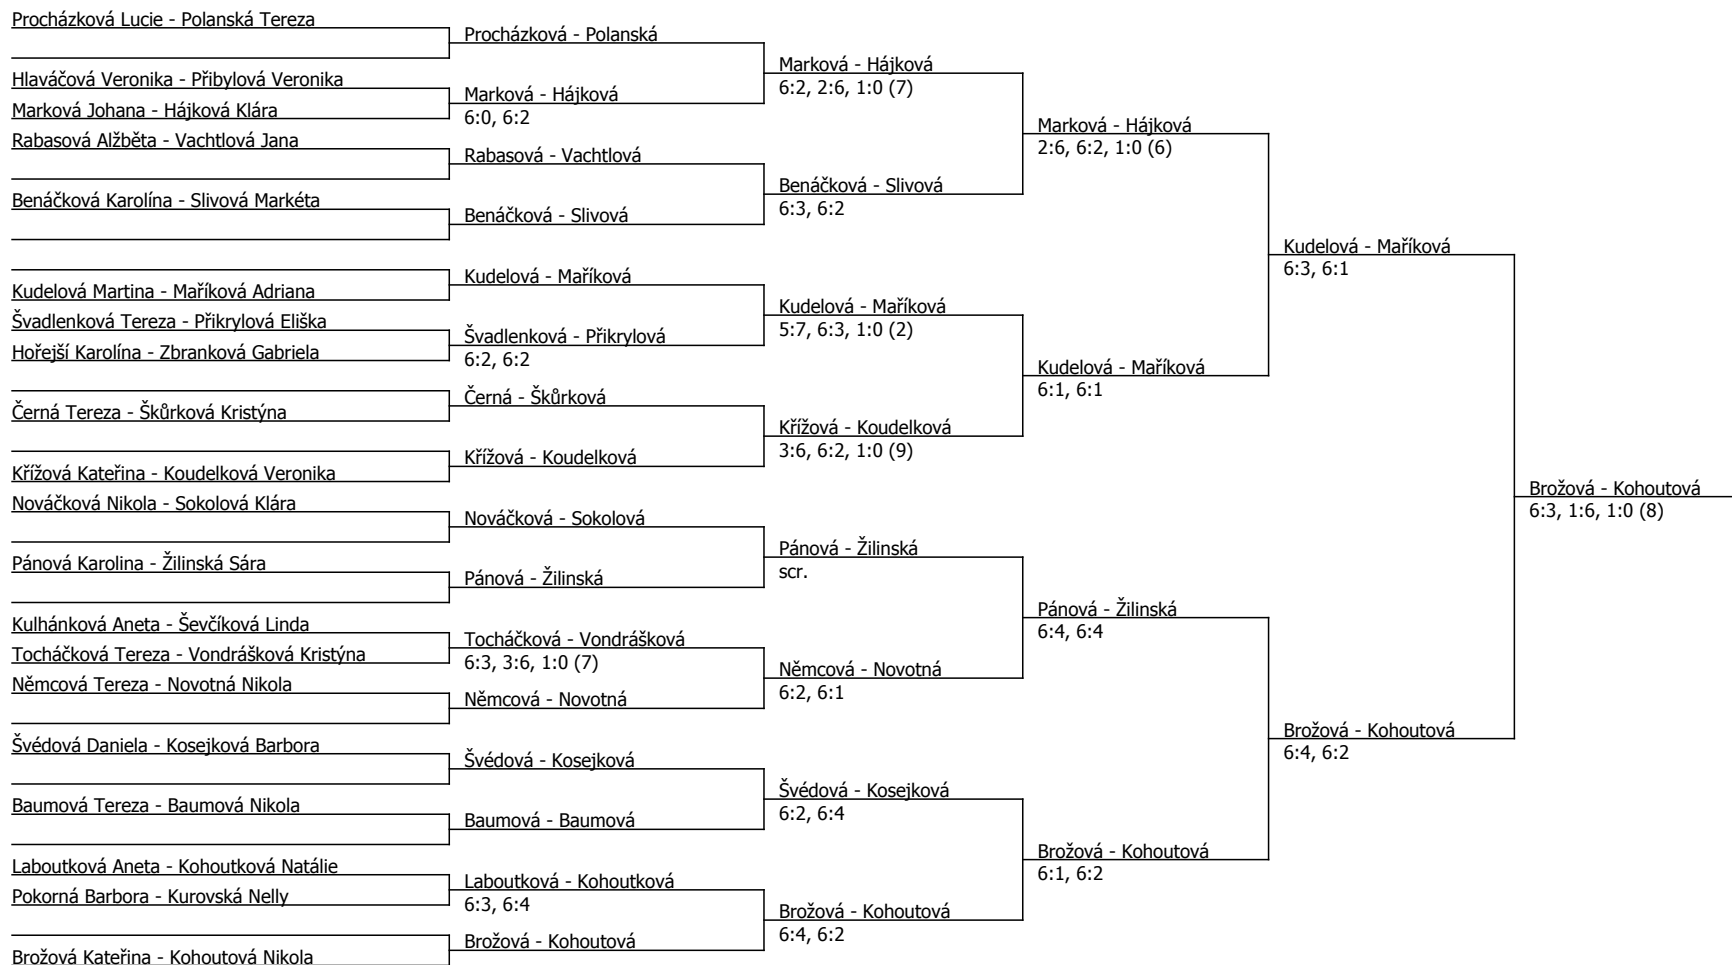 Procházková Lucie - Polanská Tereza
Hlaváčová Veronika - Přibylová Veronika
Marková Johana - Hájková Klára
Rabasová Alžběta - Vachtlová Jana
Benáčková Karolína - Slivová Markéta
Kudelová Martina - Maříková Adriana
Švadlenková Tereza - Přikrylová Eliška
Hořejší Karolína - Zbranková Gabriela
Černá Tereza - Škůrková Kristýna
Křížová Kateřina - Koudelková Veronika
Nováčková Nikola - Sokolová Klára
Pánová Karolina - Žilinská Sára
Kulhánková Aneta - Ševčíková Linda
Tocháčková Tereza - Vondrášková Kristýna
Němcová Tereza - Novotná Nikola
Švédová Daniela - Kosejková Barbora
Baumová Tereza - Baumová Nikola
Laboutková Aneta - Kohoutková Natálie
Pokorná Barbora - Kurovská Nelly
Brožová Kateřina - Kohoutová Nikola
Procházková - Polanská
Marková - Hájková
6:0, 6:2
Rabasová - Vachtlová
Benáčková - Slivová
Kudelová - Maříková
Švadlenková - Přikrylová
6:2, 6:2
Černá - Škůrková
Křížová - Koudelková
Nováčková - Sokolová
Pánová - Žilinská
Tocháčková - Vondrášková
6:3, 3:6, 1:0 (7)
Němcová - Novotná
Švédová - Kosejková
Baumová - Baumová
Laboutková - Kohoutková
6:3, 6:4
Brožová - Kohoutová
Marková - Hájková
6:2, 2:6, 1:0 (7)
Benáčková - Slivová
6:3, 6:2
Kudelová - Maříková
5:7, 6:3, 1:0 (2)
Křížová - Koudelková
3:6, 6:2, 1:0 (9)
Pánová - Žilinská
scr.
Němcová - Novotná
6:2, 6:1
Švédová - Kosejková
6:2, 6:4
Brožová - Kohoutová
6:4, 6:2
Marková - Hájková
2:6, 6:2, 1:0 (6)
Kudelová - Maříková
6:1, 6:1
Pánová - Žilinská
6:4, 6:4
Brožová - Kohoutová
6:1, 6:2
Kudelová - Maříková
6:3, 6:1
Brožová - Kohoutová
6:4, 6:2
Brožová - Kohoutová
6:3, 1:6, 1:0 (8)